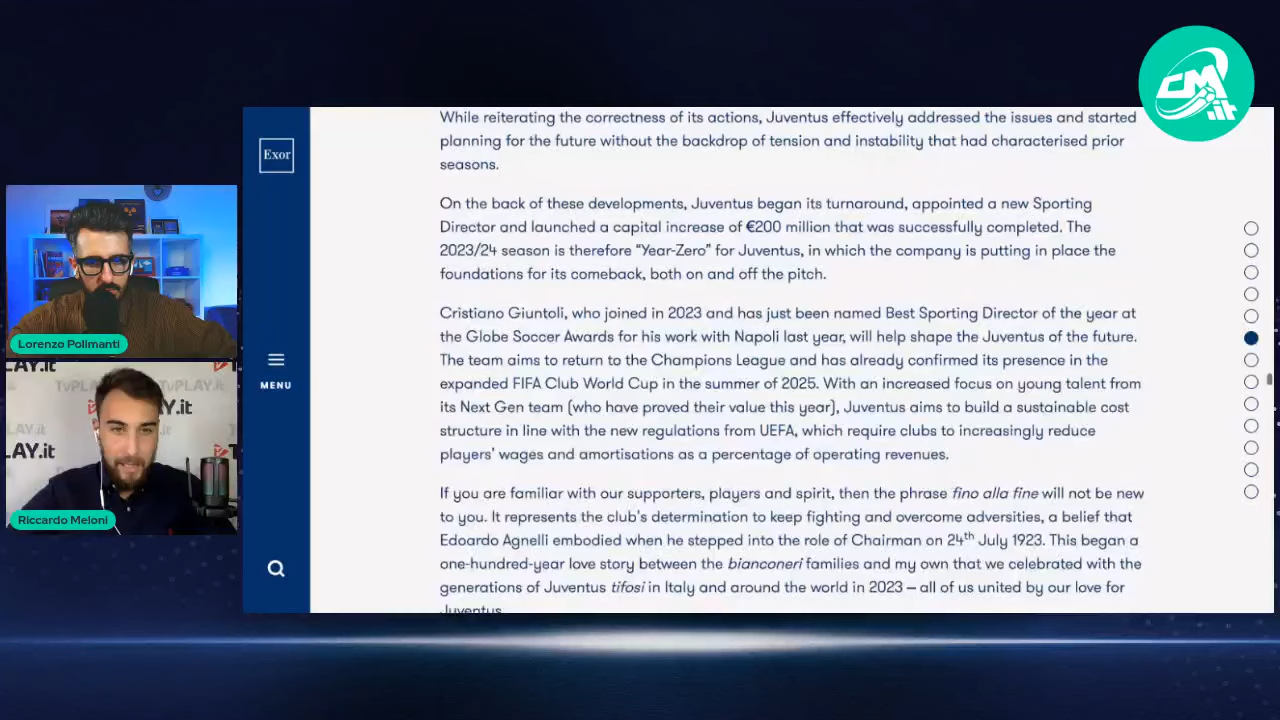 CM.it
Exor
MENU
While reiterating the correctness of its actions, Juventus effectively addressed the issues and started
planning for the future without the backdrop of tension and instability that had characterised prior
seasons.
On the back of these developments, Juventus began its turnaround, appointed a new Sporting
Director and launched a capital increase of €200 million that was successfully completed. The
2023/24 season is therefore “Year-Zero” for Juventus, in which the company is putting in place the
foundations for its comeback, both on and off the pitch.
Cristiano Giuntoli, who joined in 2023 and has just been named Best Sporting Director of the year at
the Globe Soccer Awards for his work with Napoli last year, will help shape the Juventus of the future.
The team aims to return to the Champions League and has already confirmed its presence in the
expanded FIFA Club World Cup in the summer of 2025. With an increased focus on young talent from
its Next Gen team (who have proved their value this year), Juventus aims to build a sustainable cost
structure in line with the new regulations from UEFA, which require clubs to increasingly reduce
players’ wages and amortisations as a percentage of operating revenues.
If you are familiar with our supporters, players and spirit, then the phrase fino alla fine will not be new
to you. It represents the club’s determination to keep fighting and overcome adversities, a belief that
Edoardo Agnelli embodied when he stepped into the role of Chairman on 24th July 1923. This began a
one-hundred-year love story between the bianconeri families and my own that we celebrated with the
generations of Juventus tifosi in Italy and around the world in 2023 – all of us united by our love for
Juventus
Lorenzo Polimanti
LAY.it
TVPLAY.it
TVPLAY.it
.it
LAY.it
Riccardo Meloni